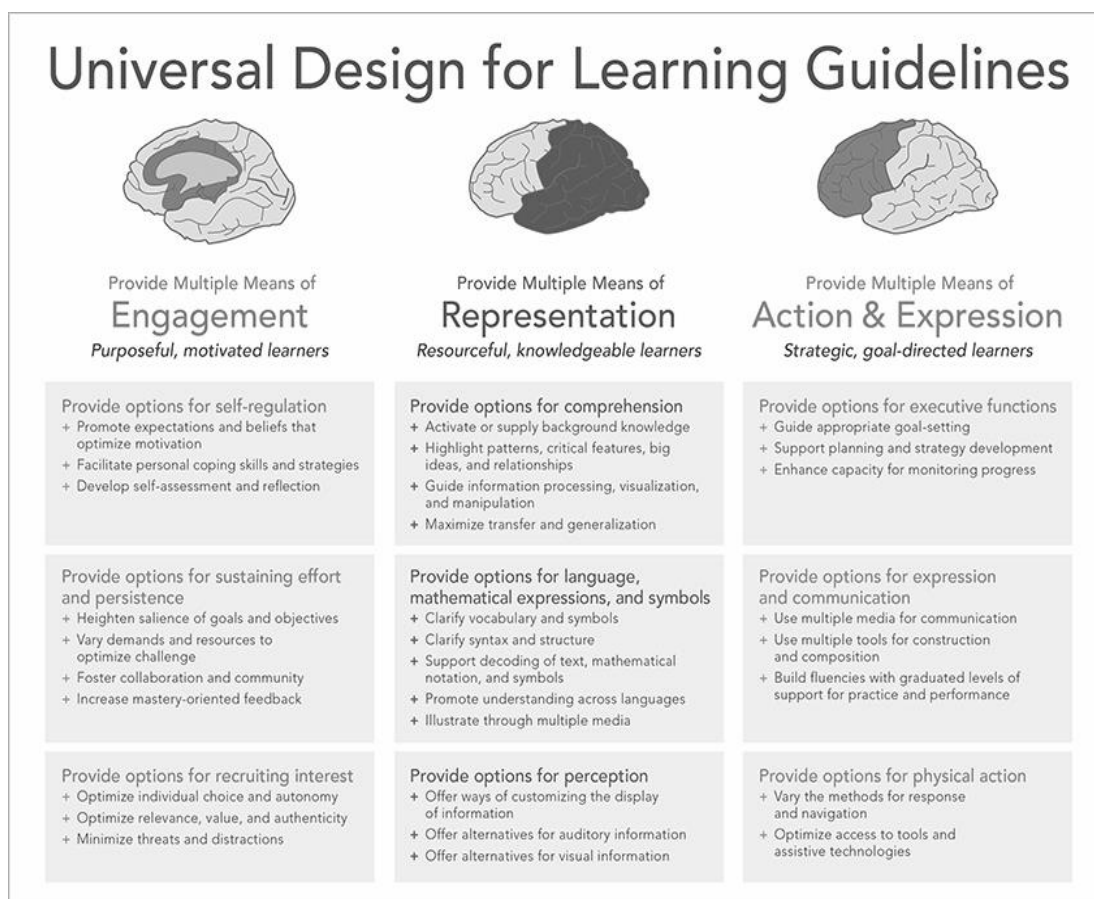 Universal Design for Learning Guidelines
Provide Multiple Means of
Engagement
Purposeful, motivated learners
Provide options for self-regulation
+ Promote expectations and beliefs that
optimize motivation
+ Facilitate personal coping skills and strategies
+ Develop self-assessment and reflection
Provide options for sustaining effort
and persistence
+ Heighten salience of goals and objectives
+ Vary demands and resources to
optimize challenge
+ Foster collaboration and community
+ Increase mastery-oriented feedback
Provide options for recruiting interest
+ Optimize individual choice and autonomy
+ Optimize relevance, value, and authenticity
+ Minimize threats and distractions
Provide Multiple Means of
Representation
Resourceful, knowledgeable learners
Provide options for comprehension
+ Activate or supply background knowledge
+ Highlight patterns, critical features, big
ideas, and relationships
+ Guide information processing, visualization,
and manipulation
+ Maximize transfer and generalization
Provide options for language,
mathematical expressions, and symbols
+ Clarify vocabulary and symbols
+ Clarify syntax and structure
+ Support decoding of text, mathematical
notation, and symbols
+ Promote understanding across languages
+ Illustrate through multiple media
Provide options for perception
+ Offer ways of customizing the display
of information
+ Offer alternatives for auditory information
+ Offer alternatives for visual information
Provide Multiple Means of
Action & Expression
Strategic, goal-directed learners
Provide options for executive functions
+ Guide appropriate goal-setting
+ Support planning and strategy development
+ Enhance capacity for monitoring progress
Provide options for expression
and communication
+ Use multiple media for communication
+ Use multiple tools for construction
and composition
+ Build fluencies with graduated levels of
support for practice and performance
Provide options for physical action
+ Vary the methods for response
and navigation
+ Optimize access to tools and
assistive technologies